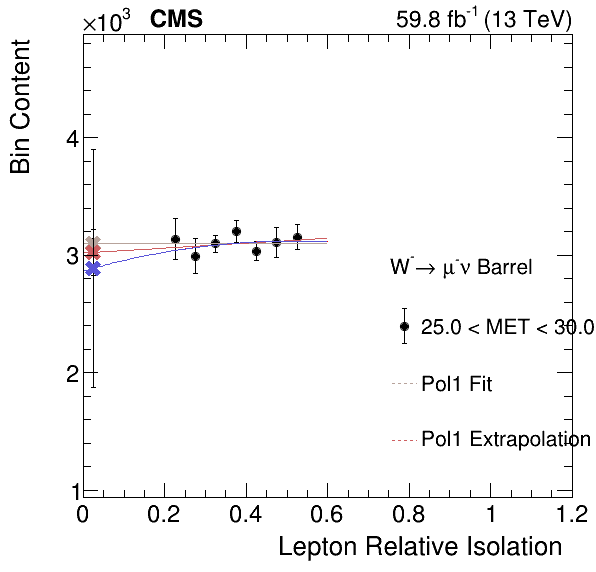 ×10³ CMS 59.8 fb⁻¹ (13 TeV)
Bin Content
4
3
2
1
0 0.2 0.4 0.6 0.8 1 1.2
Lepton Relative Isolation
W⁻→ μ⁻ν Barrel
25.0 < MET < 30.0
Pol1 Fit
Pol1 Extrapolation